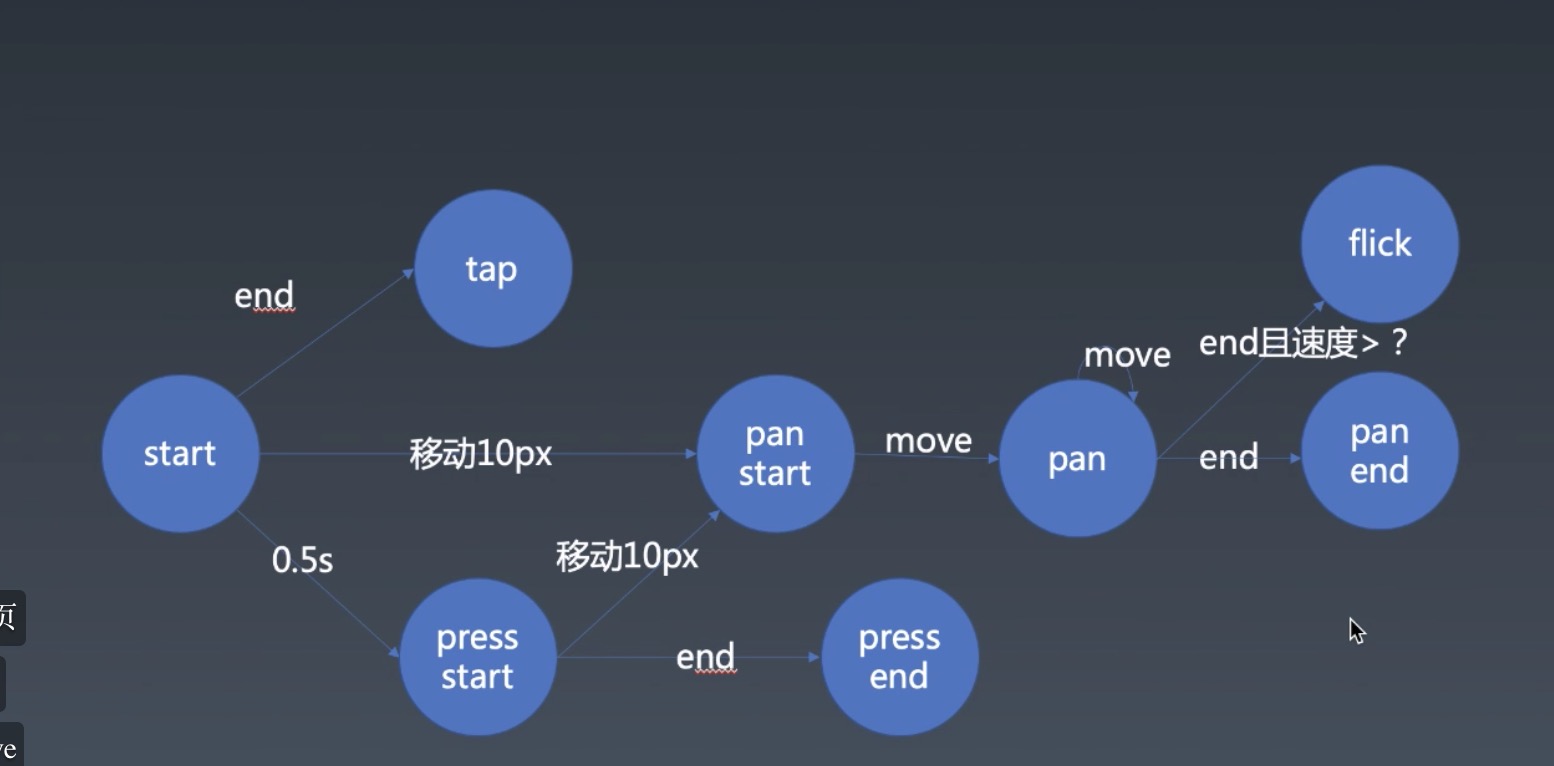 flick
tap
end
end且速度>？
move
pan
start
move
pan
end
start
移动10px
pan
end
0.5s
移动10px
页
press
start
end
press
end
ve